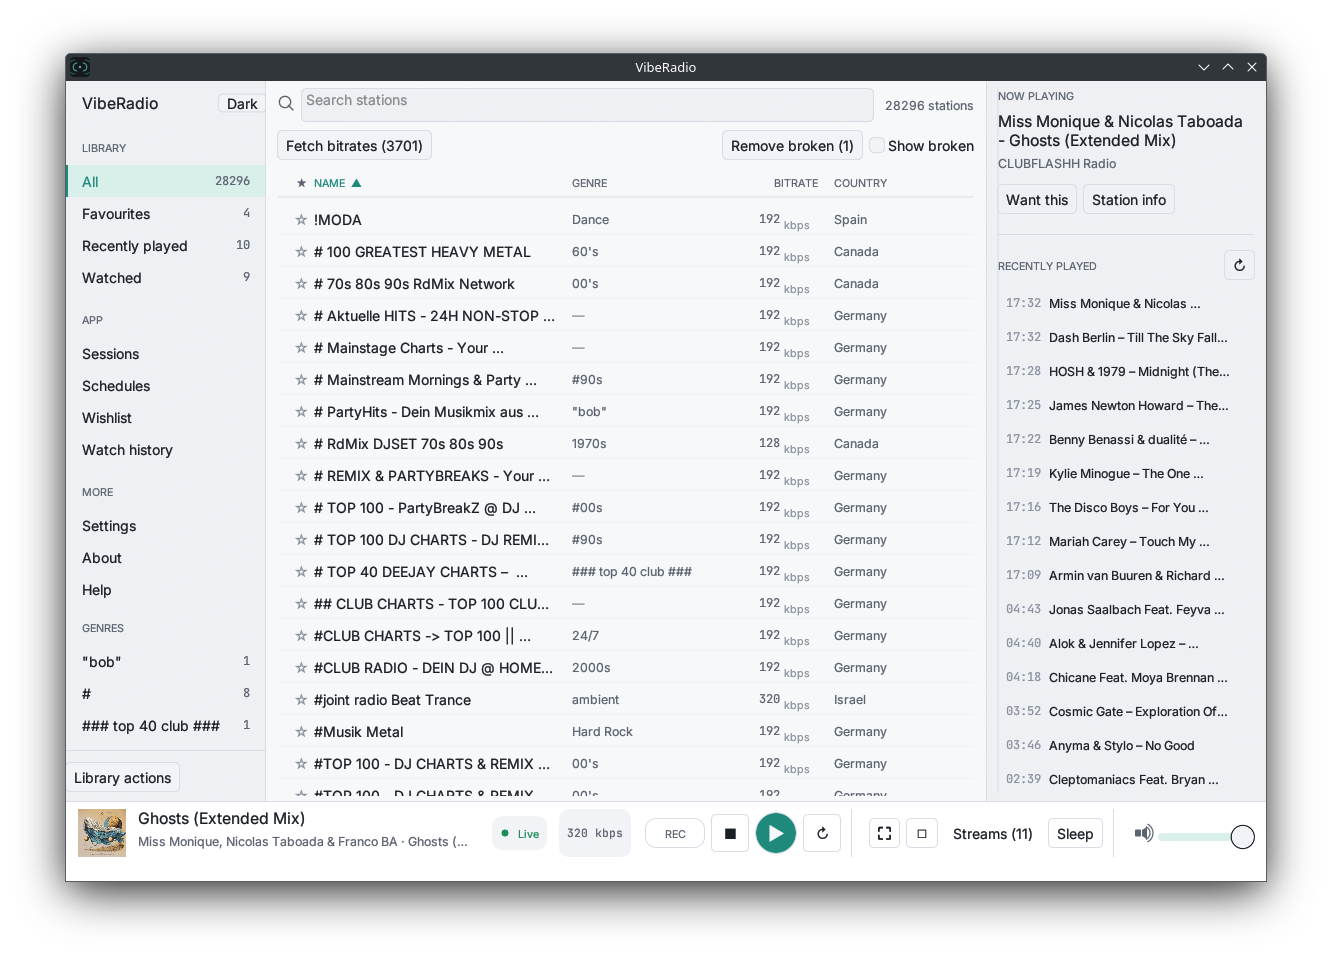 VibeRadio
VibeRadio
Dark
LIBRARY
All 28296
Favourites 4
Recently played 10
Watched 9
APP
Sessions
Schedules
Wishlist
Watch history
MORE
Settings
About
Help
GENRES
"bob" 1
# 8
### top 40 club ### 1
Library actions
Search stations
28296 stations
Fetch bitrates (3701)
Remove broken (1)
Show broken
★ NAME ▲ GENRE BITRATE COUNTRY
☆ !MODA Dance 192 kbps Spain
☆ # 100 GREATEST HEAVY METAL 60's 192 kbps Canada
☆ # 70s 80s 90s RdMix Network 00's 192 kbps Canada
☆ # Aktuelle HITS - 24H NON-STOP ... — 192 kbps Germany
☆ # Mainstage Charts - Your ... — 192 kbps Germany
☆ # Mainstream Mornings & Party ... #90s 192 kbps Germany
☆ # PartyHits - Dein Musikmix aus ... "bob" 192 kbps Germany
☆ # RdMix DJSET 70s 80s 90s 1970s 128 kbps Canada
☆ # REMIX & PARTYBREAKS - Your ... — 192 kbps Germany
☆ # TOP 100 - PartyBreakZ @ DJ ... #00s 192 kbps Germany
☆ # TOP 100 DJ CHARTS - DJ REMI... #90s 192 kbps Germany
☆ # TOP 40 DEEJAY CHARTS – ... ### top 40 club ### 192 kbps Germany
☆ ## CLUB CHARTS - TOP 100 CLU... — 192 kbps Germany
☆ #CLUB CHARTS -> TOP 100 || ... 24/7 192 kbps Germany
☆ #CLUB RADIO - DEIN DJ @ HOME... 2000s 192 kbps Germany
☆ #joint radio Beat Trance ambient 320 kbps Israel
☆ #Musik Metal Hard Rock 192 kbps Germany
☆ #TOP 100 - DJ CHARTS & REMIX ... 00's 192 kbps Germany
☆ #TOP 100 - DJ CHARTS & REMIX ... 00's 192 Germany
NOW PLAYING
Miss Monique & Nicolas Taboada
- Ghosts (Extended Mix)
CLUBFLASHH Radio
Want this
Station info
RECENTLY PLAYED
17:32 Miss Monique & Nicolas ...
17:32 Dash Berlin – Till The Sky Fall...
17:28 HOSH & 1979 – Midnight (The...
17:25 James Newton Howard – The...
17:22 Benny Benassi & dualité – ...
17:19 Kylie Minogue – The One ...
17:16 The Disco Boys – For You ...
17:12 Mariah Carey – Touch My ...
17:09 Armin van Buuren & Richard ...
04:43 Jonas Saalbach Feat. Feyva ...
04:40 Alok & Jennifer Lopez – ...
04:18 Chicane Feat. Moya Brennan ...
03:52 Cosmic Gate – Exploration Of...
03:46 Anyma & Stylo – No Good
02:39 Cleptomaniacs Feat. Bryan ...
Ghosts (Extended Mix)
Miss Monique, Nicolas Taboada & Franco BA · Ghosts (...
Live
320 kbps
REC
Streams (11)
Sleep